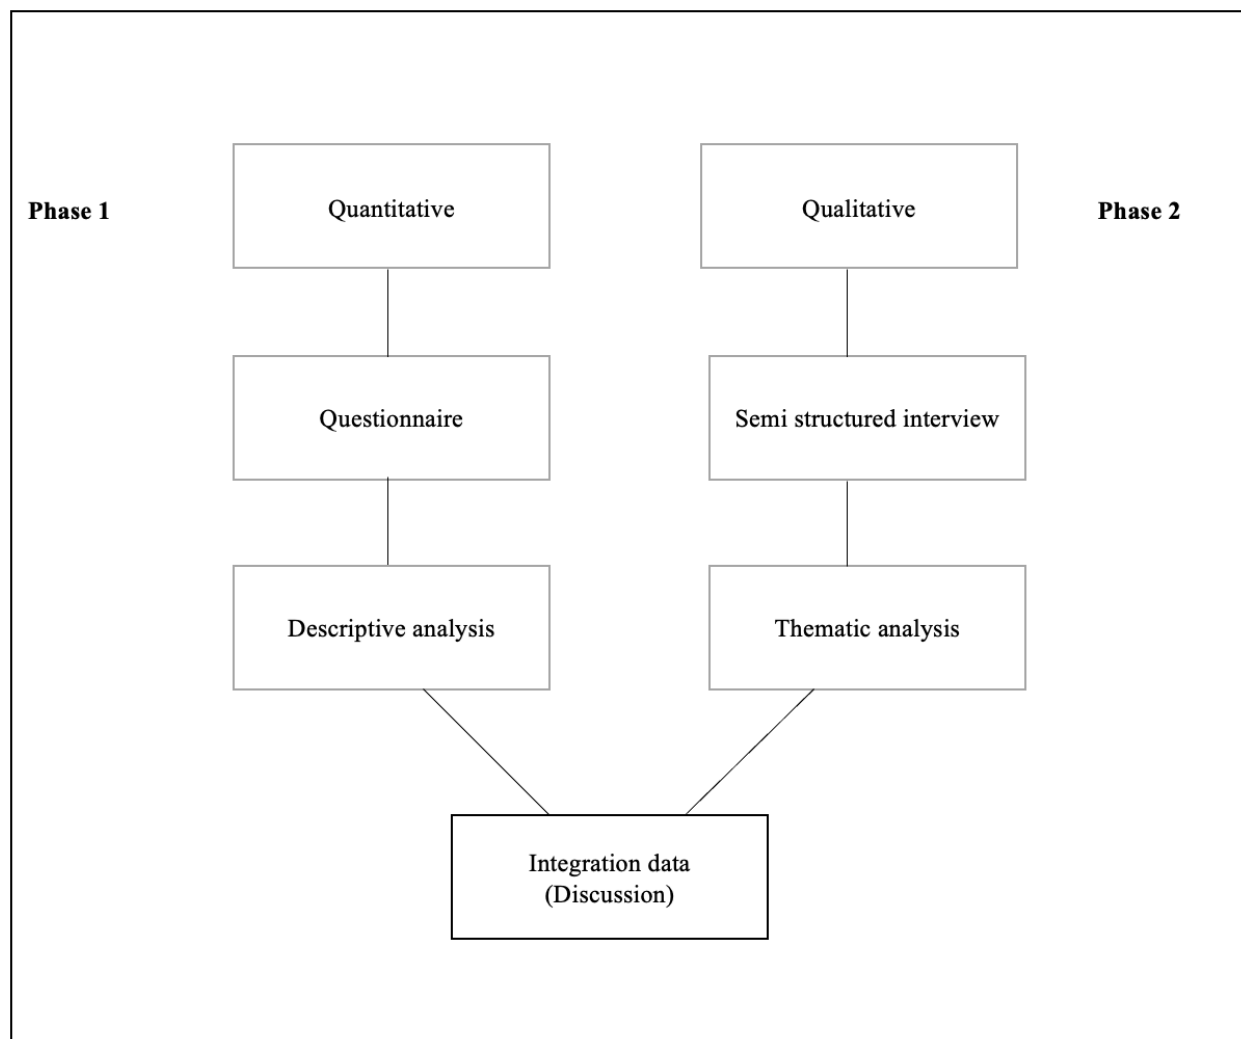 Phase 1
Quantitative
Qualitative
Phase 2
Questionnaire
Semi structured interview
Descriptive analysis
Thematic analysis
Integration data
(Discussion)